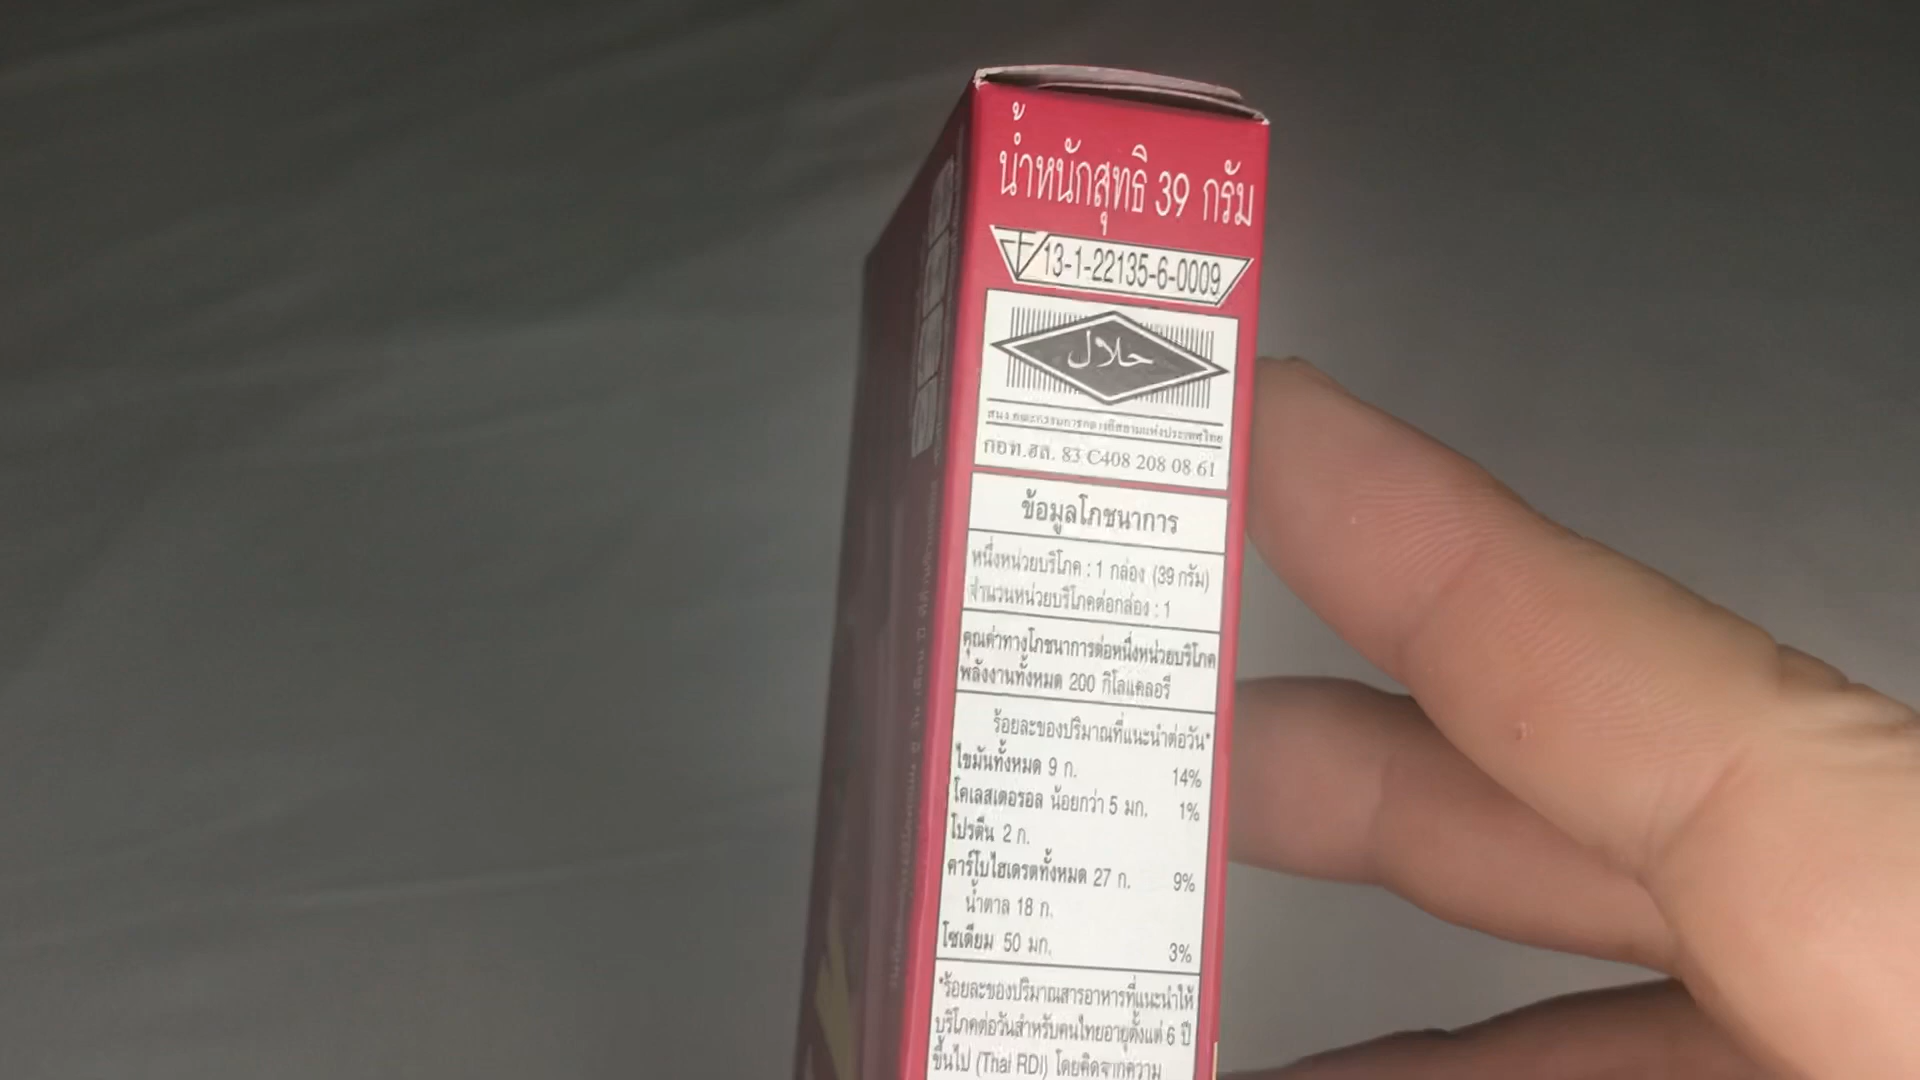 น้ำหนักสุทธิ 39 กรัม
13-1-22135-6-0009
حلال
คณะกรรมการกลางอิสลามแห่งประเทศไทย
กอท.ฮล. 83 C408 208 08 61
ข้อมูลโภชนาการ
หนึ่งหน่วยบริโภค : 1 กล่อง (39 กรัม)
จำนวนหน่วยบริโภคต่อกล่อง : 1
คุณค่าทางโภชนาการต่อหนึ่งหน่วยบริโภค
พลังงานทั้งหมด 200 กิโลแคลอรี
ร้อยละของปริมาณที่แนะนำต่อวัน*
ไขมันทั้งหมด 9 ก. 14%
โคเลสเตอรอล น้อยกว่า 5 มก. 1%
โปรตีน 2 ก.
คาร์โบไฮเดรตทั้งหมด 27 ก. 9%
น้ำตาล 18 ก.
โซเดียม 50 มก. 3%
*ร้อยละของปริมาณสารอาหารที่แนะนำให้
บริโภคต่อวันสำหรับคนไทยอายุตั้งแต่ 6 ปี
ขึ้นไป (Thai RDI) โดยคิดจากความ